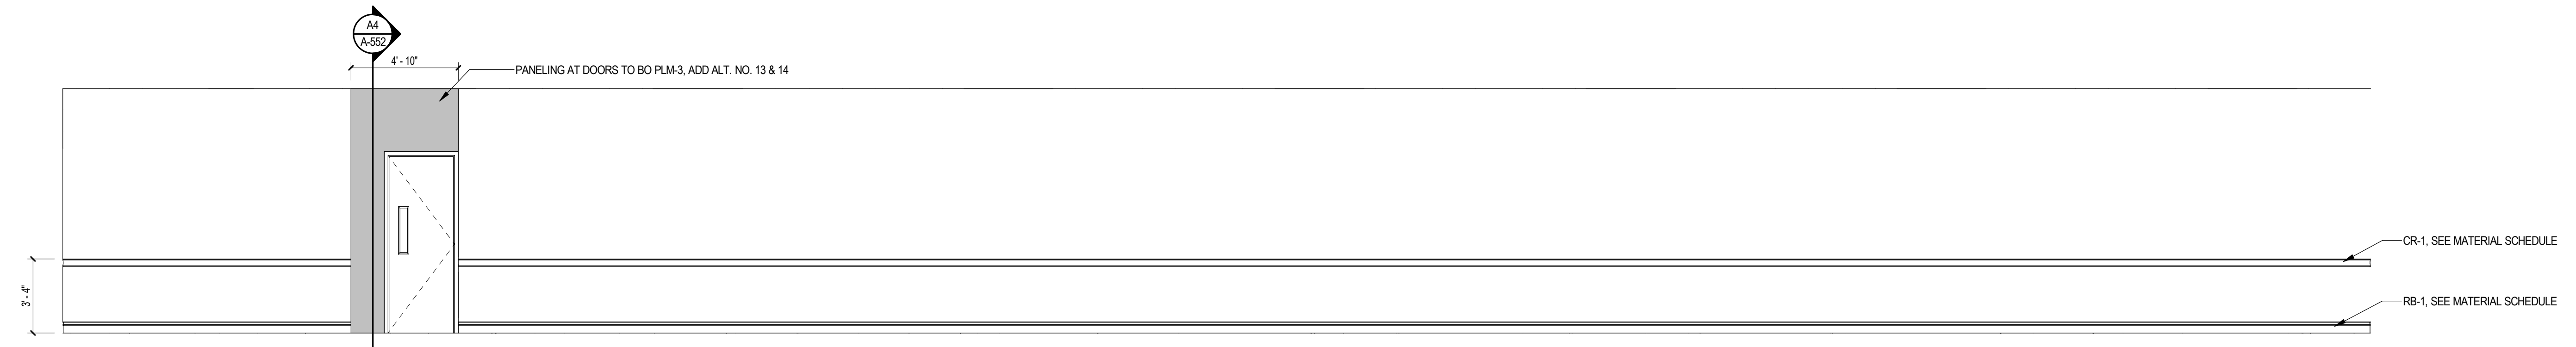 A4
A-552
4' - 10"
PANELING AT DOORS TO BO PLM-3, ADD ALT. NO. 13 & 14
CR-1, SEE MATERIAL SCHEDULE
3' - 4"
RB-1, SEE MATERIAL SCHEDULE